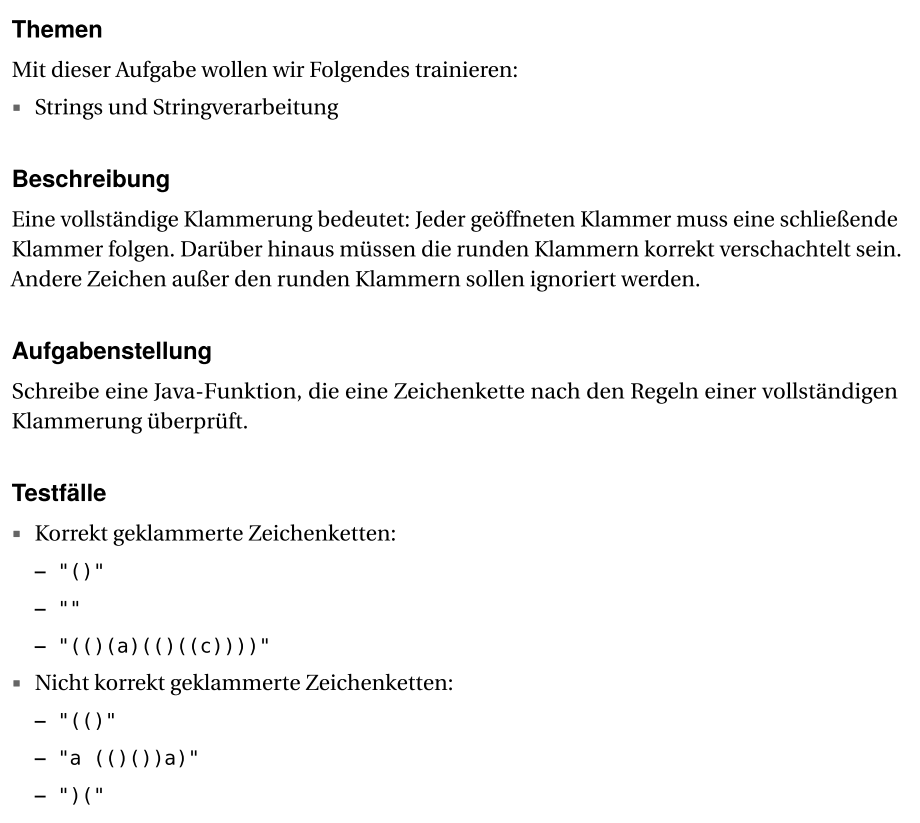 Themen
Mit dieser Aufgabe wollen wir Folgendes trainieren:
▪ Strings und Stringverarbeitung
Beschreibung
Eine vollständige Klammerung bedeutet: Jeder geöffneten Klammer muss eine schließende
Klammer folgen. Darüber hinaus müssen die runden Klammern korrekt verschachtelt sein.
Andere Zeichen außer den runden Klammern sollen ignoriert werden.
Aufgabenstellung
Schreibe eine Java-Funktion, die eine Zeichenkette nach den Regeln einer vollständigen
Klammerung überprüft.
Testfälle
▪ Korrekt geklammerte Zeichenketten:
– "()"
– ""
– "(()(a)(()((c))))"
▪ Nicht korrekt geklammerte Zeichenketten:
– "(()"
– "a (()())a)"
– ")("